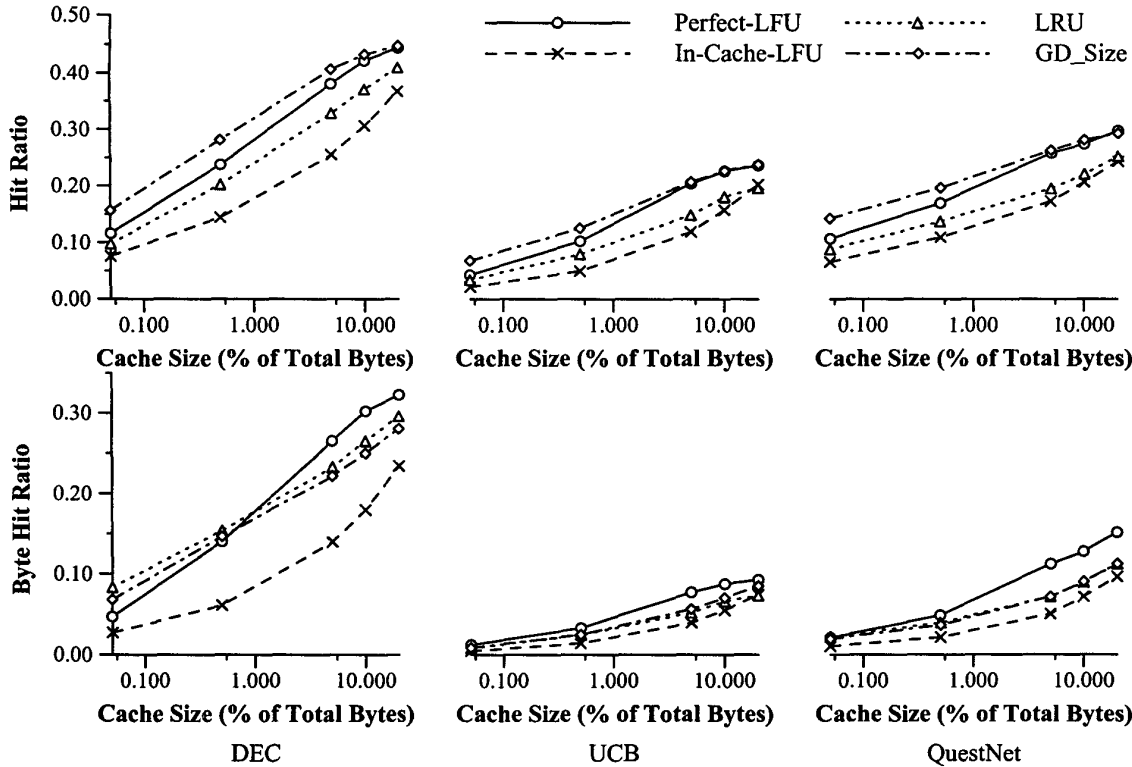 Perfect-LFU
LRU
In-Cache-LFU
GD_Size
Hit Ratio
0.50
0.40
0.30
0.20
0.10
0.00
0.100 1.000 10.000
0.100 1.000 10.000
0.100 1.000 10.000
Cache Size (% of Total Bytes)
Cache Size (% of Total Bytes)
Cache Size (% of Total Bytes)
Byte Hit Ratio
0.30
0.20
0.10
0.00
0.100 1.000 10.000
0.100 1.000 10.000
0.100 1.000 10.000
Cache Size (% of Total Bytes)
Cache Size (% of Total Bytes)
Cache Size (% of Total Bytes)
DEC
UCB
QuestNet